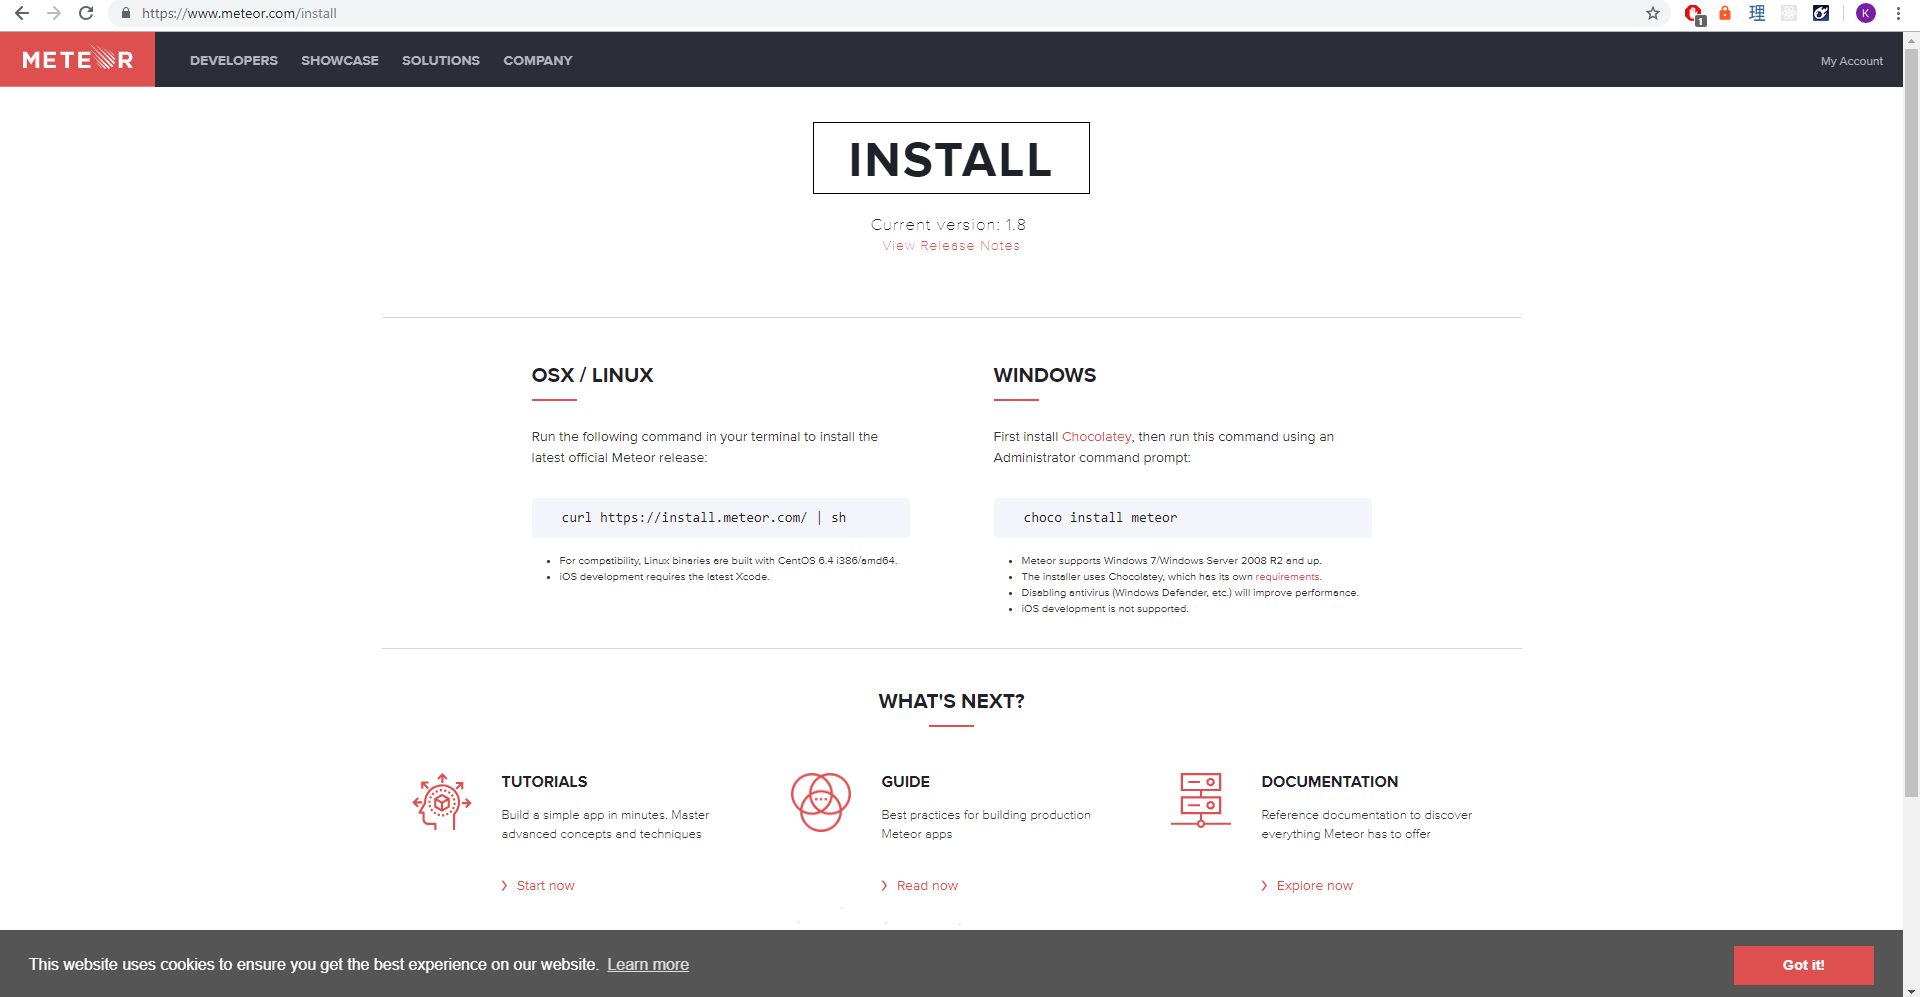 https://www.meteor.com/install
1
理
K
METEOR
DEVELOPERS SHOWCASE SOLUTIONS COMPANY
My Account
INSTALL
Current version: 1.8
View Release Notes
OSX / LINUX
Run the following command in your terminal to install the
latest official Meteor release:
curl https://install.meteor.com/ | sh
• For compatibility, Linux binaries are built with CentOS 6.4 i386/amd64.
• iOS development requires the latest Xcode.
WINDOWS
First install Chocolatey, then run this command using an
Administrator command prompt:
choco install meteor
• Meteor supports Windows 7/Windows Server 2008 R2 and up.
• The installer uses Chocolatey, which has its own requirements.
• Disabling antivirus (Windows Defender, etc.) will improve performance.
• iOS development is not supported.
WHAT'S NEXT?
TUTORIALS
Build a simple app in minutes. Master
advanced concepts and techniques
Start now
GUIDE
Best practices for building production
Meteor apps
Read now
DOCUMENTATION
Reference documentation to discover
everything Meteor has to offer
Explore now
This website uses cookies to ensure you get the best experience on our website. Learn more
Got it!